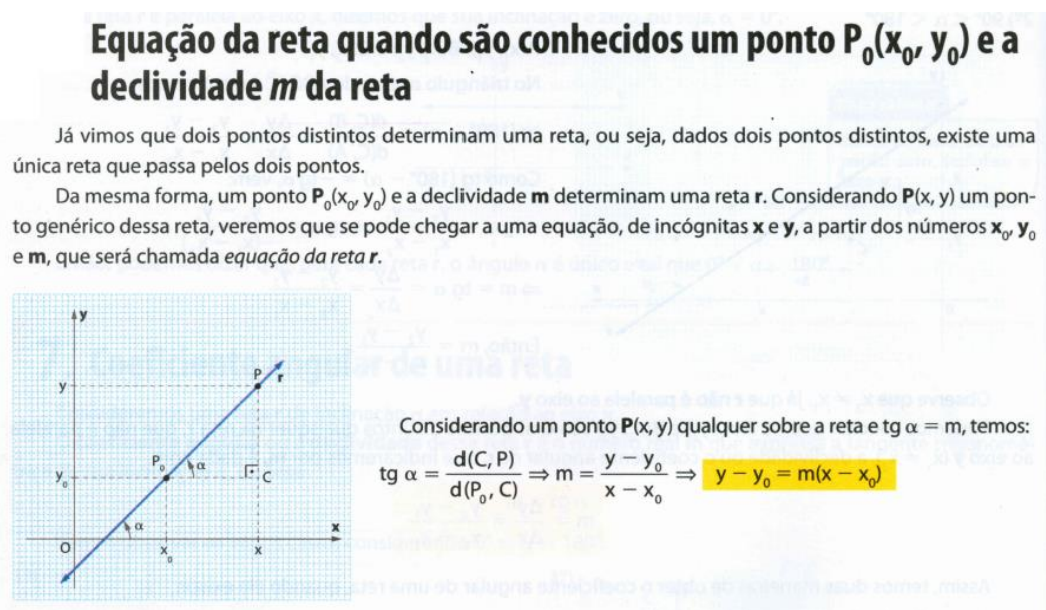 Equação da reta quando são conhecidos um ponto P₀(x₀, y₀) e a
declividade m da reta
Já vimos que dois pontos distintos determinam uma reta, ou seja, dados dois pontos distintos, existe uma
única reta que passa pelos dois pontos.
Da mesma forma, um ponto P₀(x₀, y₀) e a declividade m determinam uma reta r. Considerando P(x, y) um pon-
to genérico dessa reta, veremos que se pode chegar a uma equação, de incógnitas x e y, a partir dos números x₀, y₀
e m, que será chamada equação da reta r.
y
P
r
y
P₀
α
C
y₀
α
x
O
x₀
x
Considerando um ponto P(x, y) qualquer sobre a reta e tg α = m, temos:
tg α = d(C, P) / d(P₀, C) ⇒ m = y − y₀ / x − x₀ ⇒ y − y₀ = m(x − x₀)